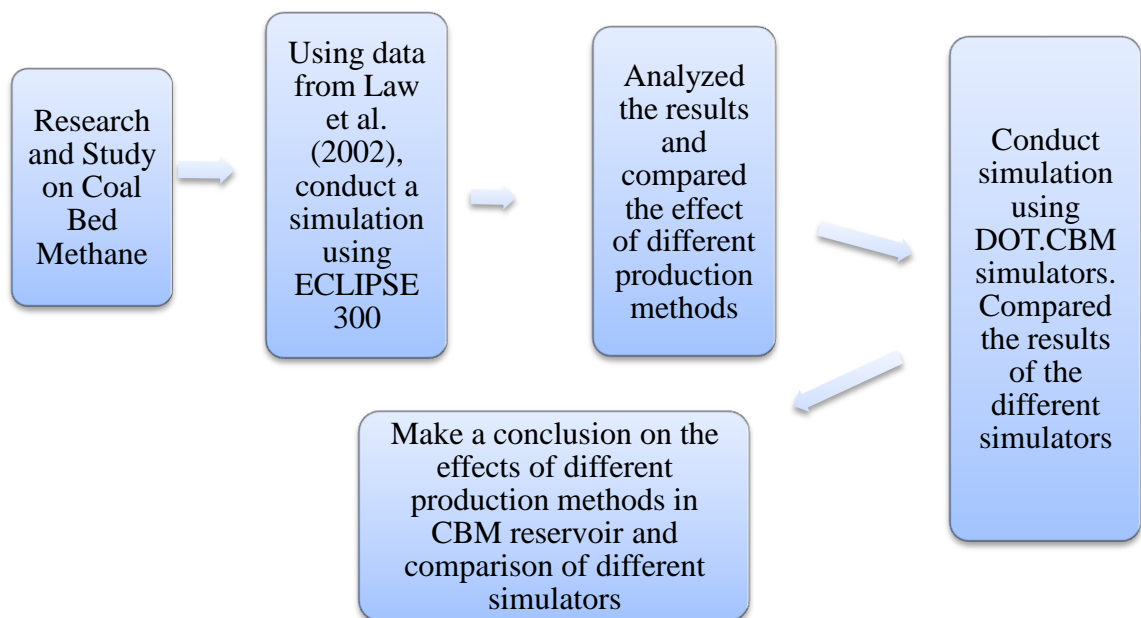 Research
and Study
on Coal
Bed
Methane
Using data
from Law
et al.
(2002),
conduct a
simulation
using
ECLIPSE
300
Analyzed
the results
and
compared
the effect
of different
production
methods
Conduct
simulation
using
DOT.CBM
simulators.
Compared
the results
of the
different
simulators
Make a conclusion on the
effects of different
production methods in
CBM reservoir and
comparison of different
simulators